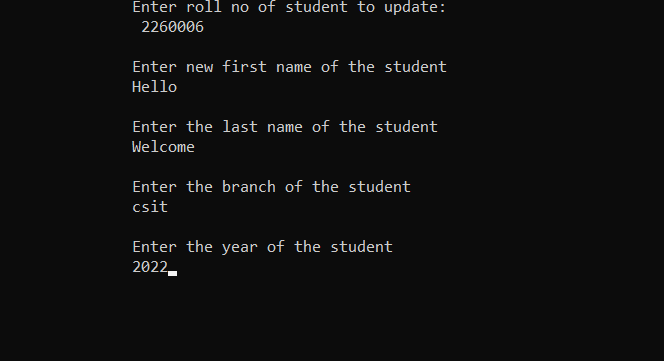 Enter roll no of student to update:
2260006
Enter new first name of the student
Hello
Enter the last name of the student
Welcome
Enter the branch of the student
csit
Enter the year of the student
2022